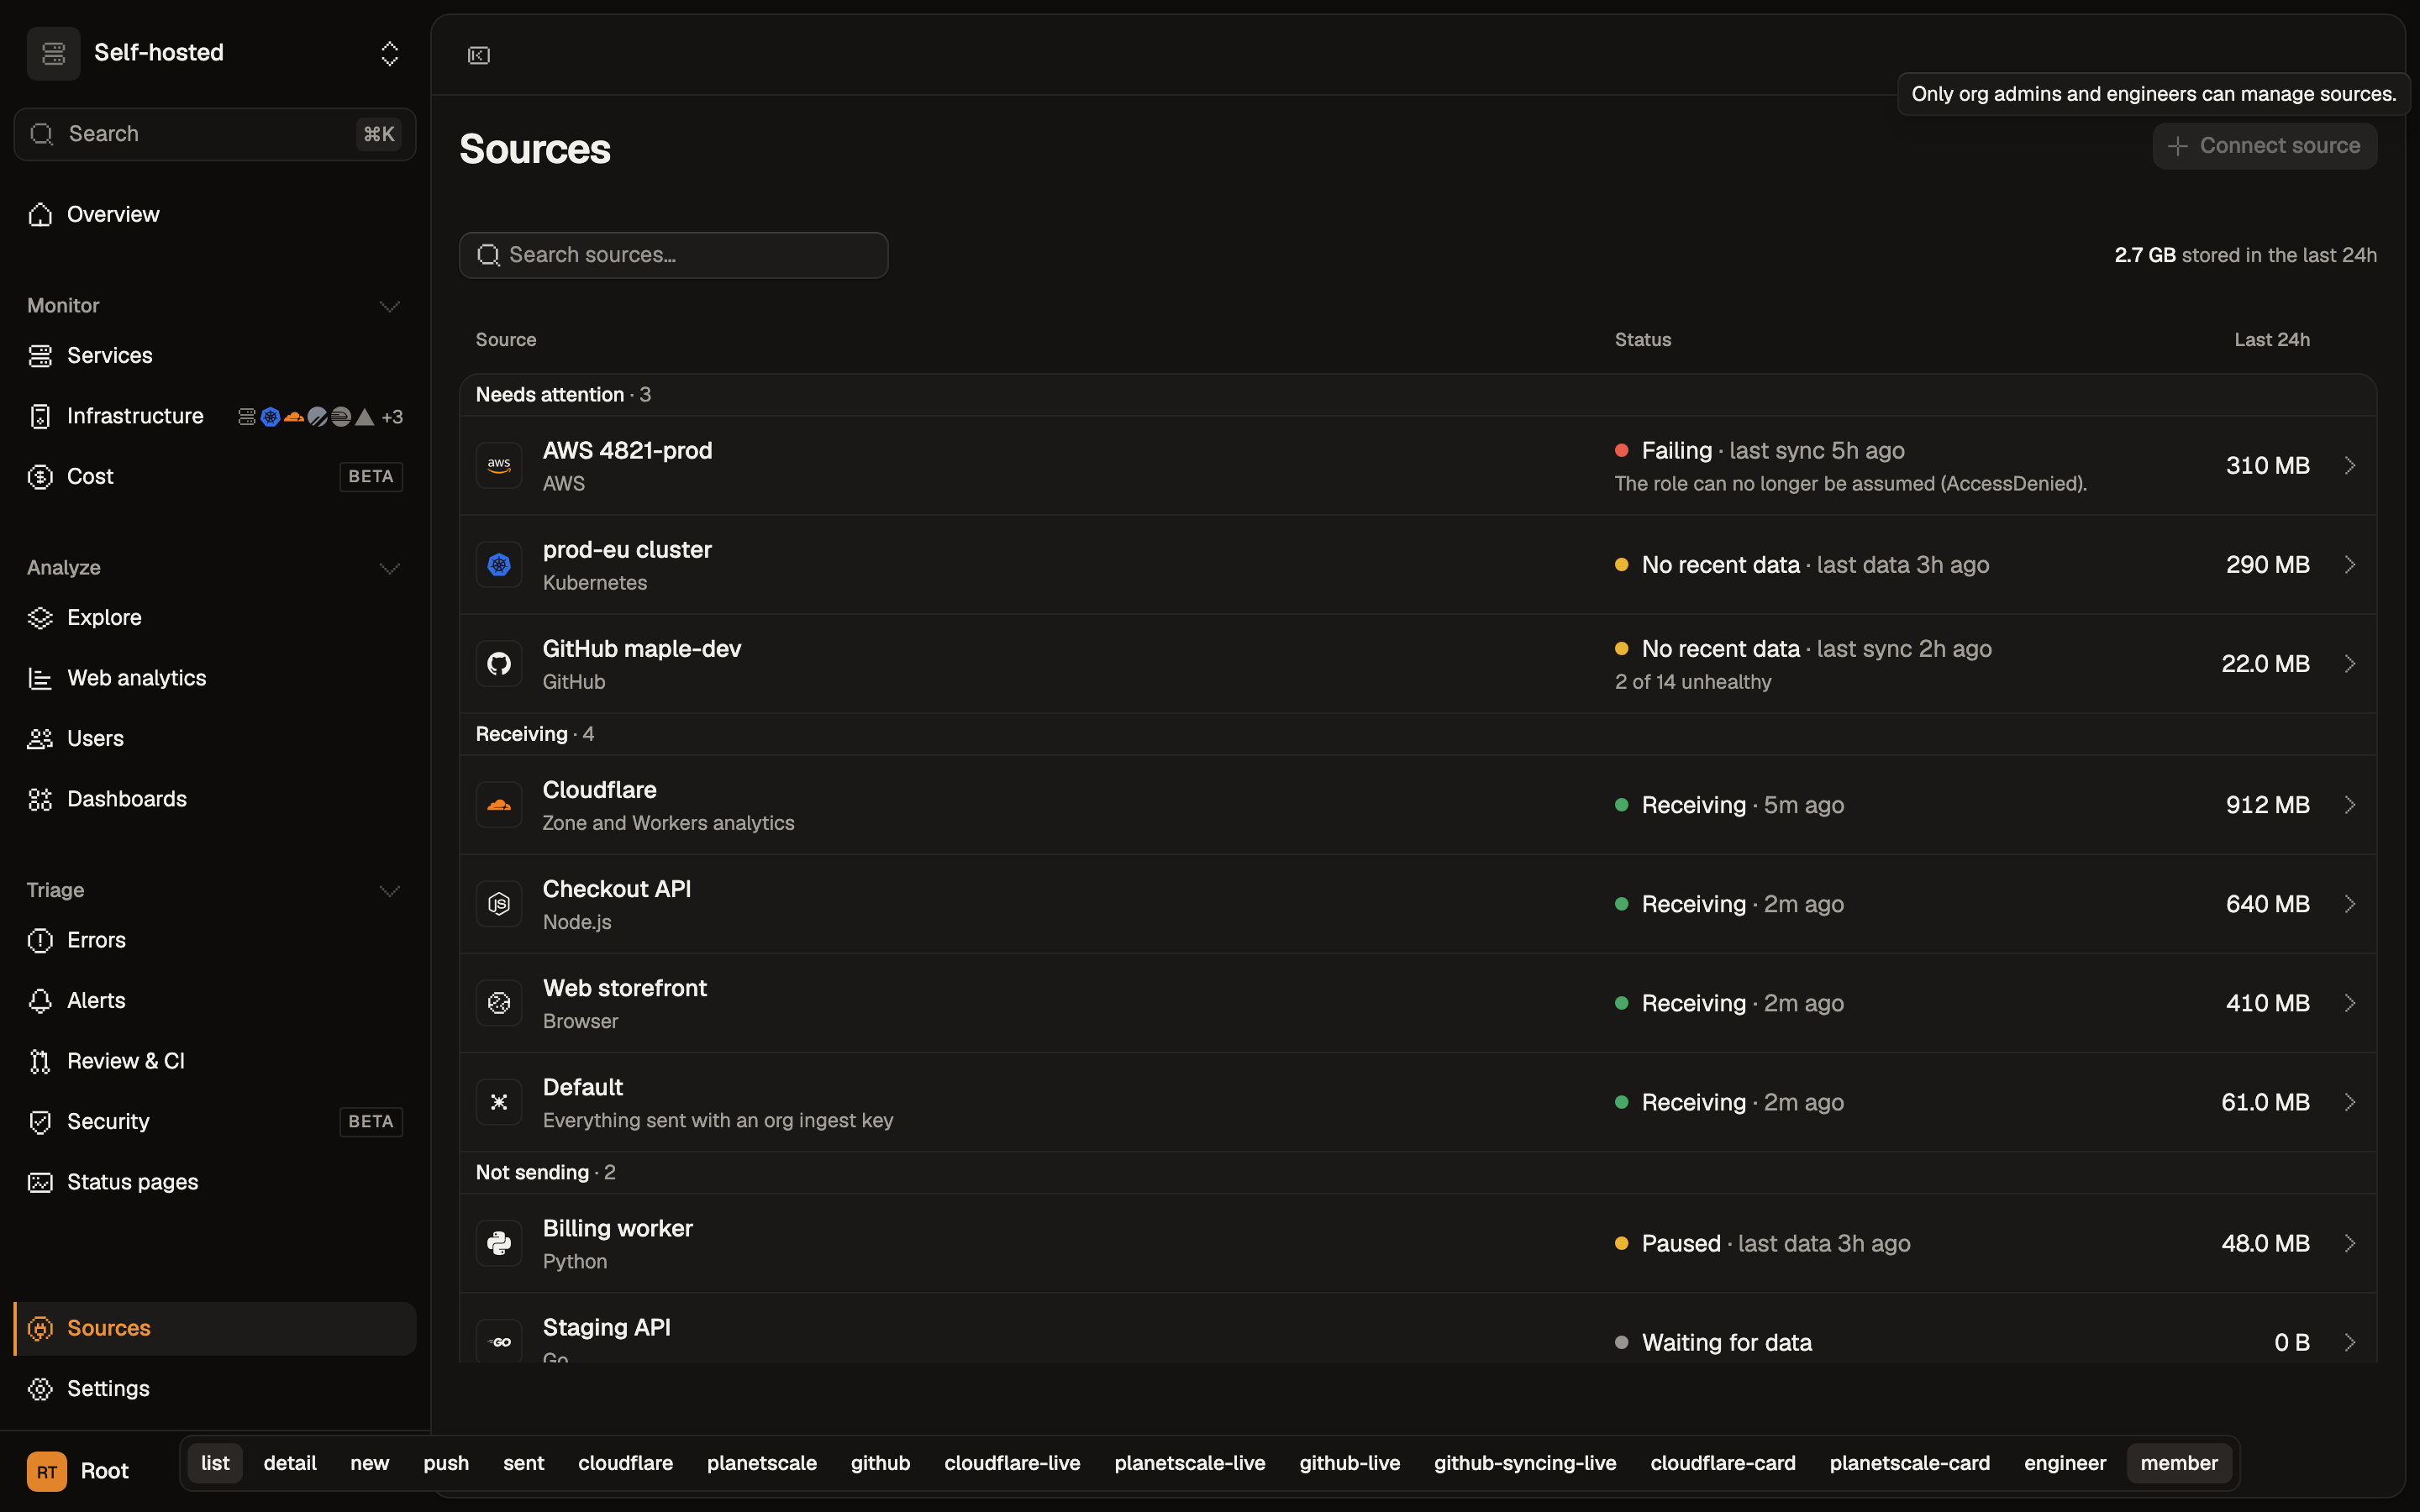 Self-hosted
Search ⌘K
Overview
Monitor
Services
Infrastructure +3
Cost BETA
Analyze
Explore
Web analytics
Users
Dashboards
Triage
Errors
Alerts
Review & CI
Security BETA
Status pages
Sources
Settings
RT Root
Only org admins and engineers can manage sources.
Sources
Connect source
Search sources...
2.7 GB stored in the last 24h
Source Status Last 24h
Needs attention · 3
aws
AWS 4821-prod
AWS
Failing · last sync 5h ago
The role can no longer be assumed (AccessDenied).
310 MB
prod-eu cluster
Kubernetes
No recent data · last data 3h ago
290 MB
GitHub maple-dev
GitHub
No recent data · last sync 2h ago
2 of 14 unhealthy
22.0 MB
Receiving · 4
Cloudflare
Zone and Workers analytics
Receiving · 5m ago
912 MB
JS
Checkout API
Node.js
Receiving · 2m ago
640 MB
Web storefront
Browser
Receiving · 2m ago
410 MB
Default
Everything sent with an org ingest key
Receiving · 2m ago
61.0 MB
Not sending · 2
Billing worker
Python
Paused · last data 3h ago
48.0 MB
GO
Staging API
Go
Waiting for data
0 B
list detail new push sent cloudflare planetscale github cloudflare-live planetscale-live github-live github-syncing-live cloudflare-card planetscale-card engineer member